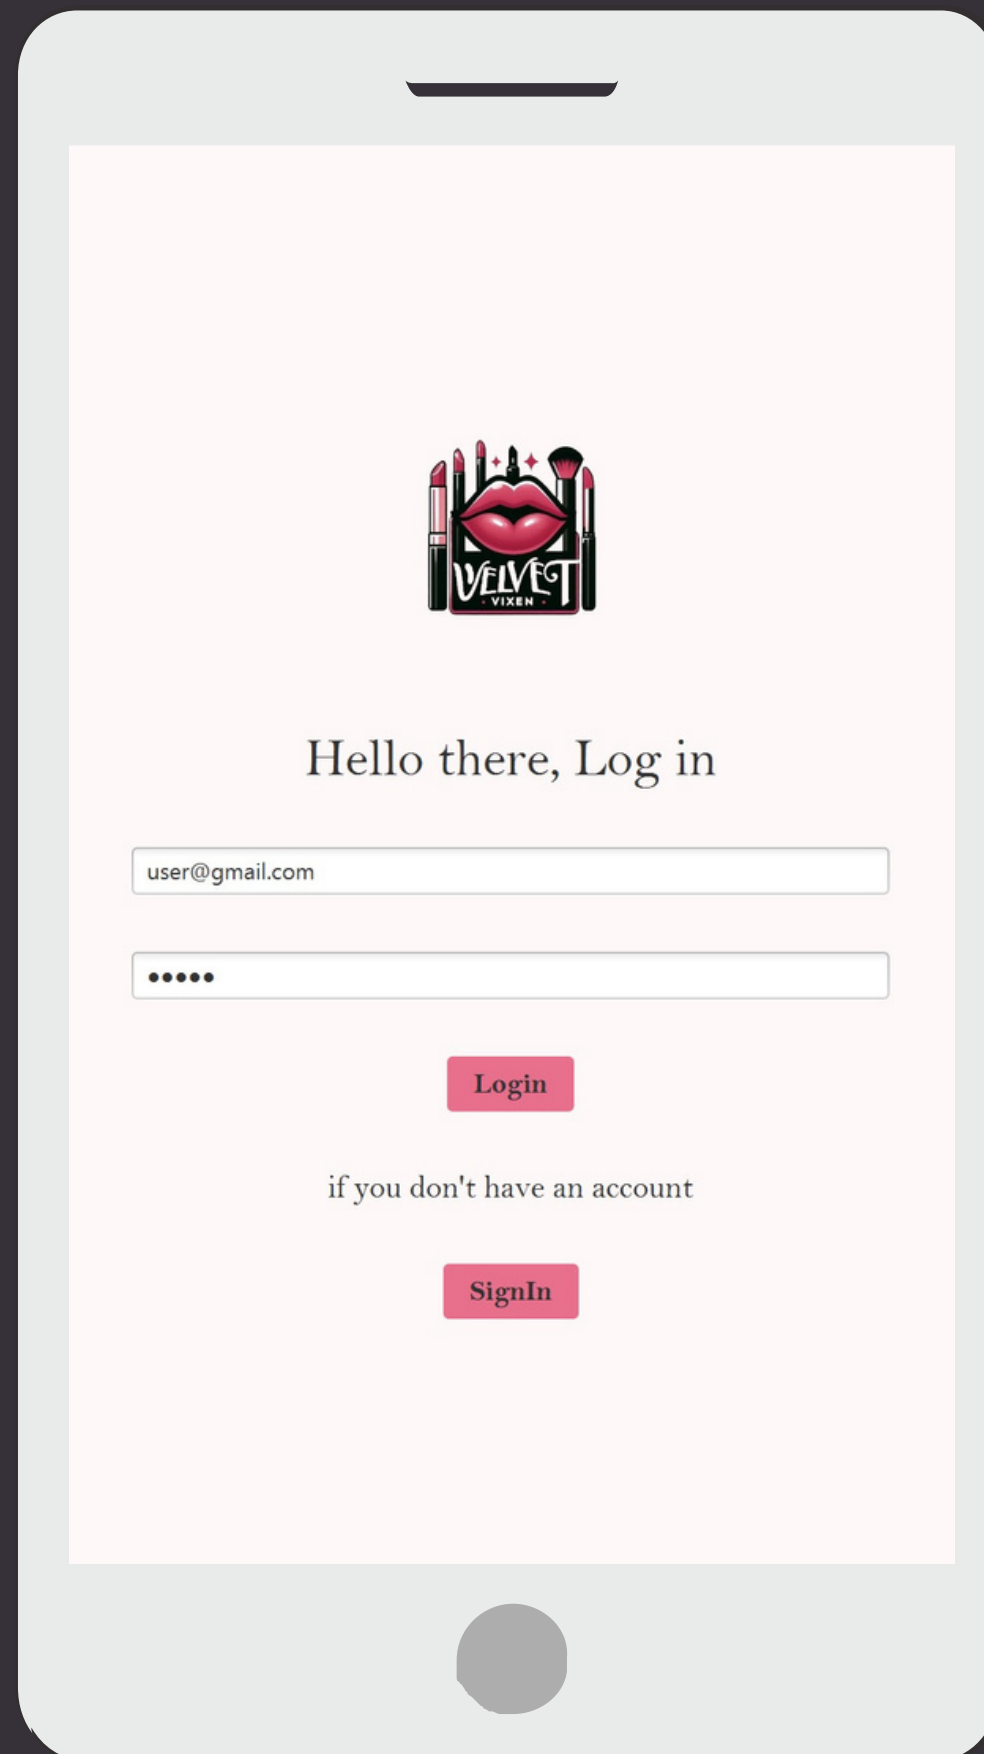 VELVET
VIXEN
Hello there, Log in
user@gmail.com
•••••
Login
if you don't have an account
SignIn